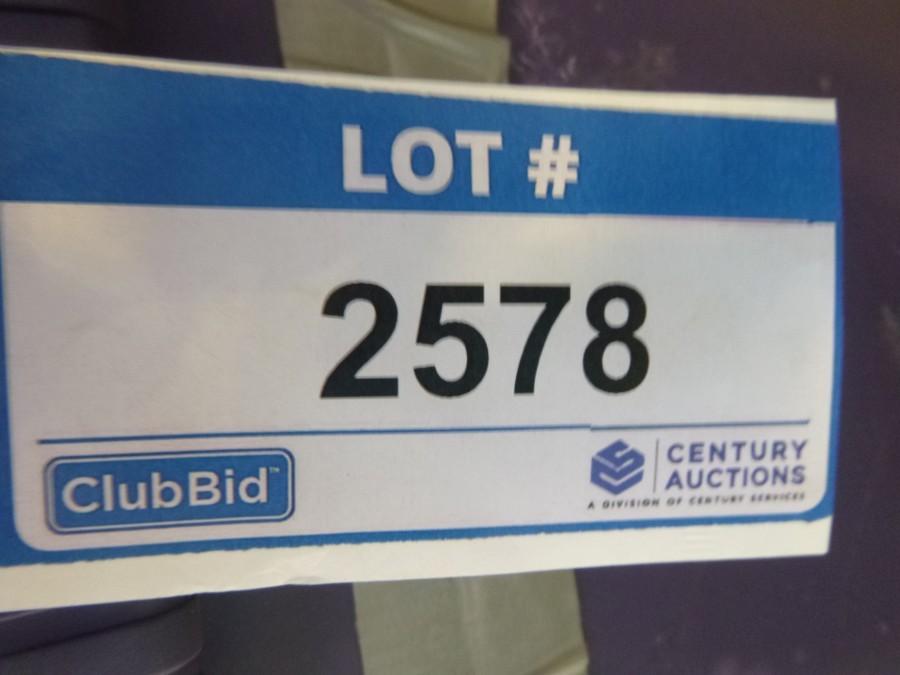 LOT #
2578
ClubBid™
CENTURY
AUCTIONS
A DIVISION OF CENTURY SERVICES